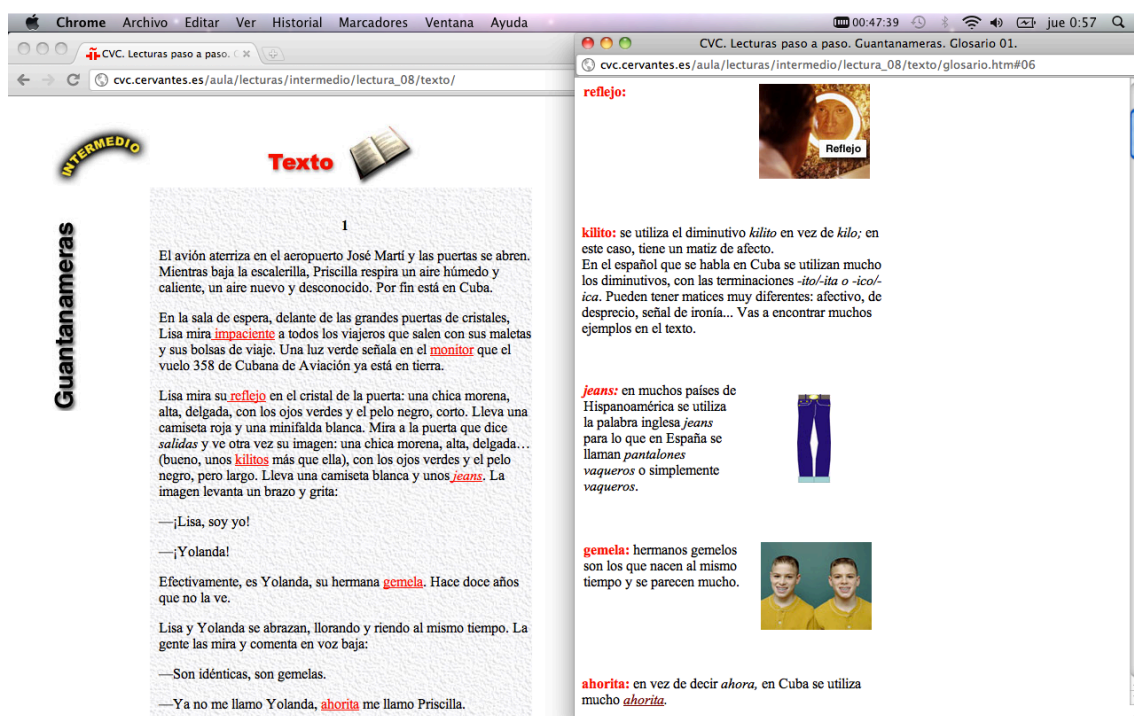 Chrome Archivo Editar Ver Historial Marcadores Ventana Ayuda
00:47:39 jue 0:57
CVC. Lecturas paso a paso. G
cvc.cervantes.es/aula/lecturas/intermedio/lectura_08/texto/
INTERMEDIO
Texto
Guantanameras
1
El avión aterriza en el aeropuerto José Martí y las puertas se abren.
Mientras baja la escalerilla, Priscilla respira un aire húmedo y
caliente, un aire nuevo y desconocido. Por fin está en Cuba.
En la sala de espera, delante de las grandes puertas de cristales,
Lisa mira impaciente a todos los viajeros que salen con sus maletas
y sus bolsas de viaje. Una luz verde señala en el monitor que el
vuelo 358 de Cubana de Aviación ya está en tierra.
Lisa mira su reflejo en el cristal de la puerta: una chica morena,
alta, delgada, con los ojos verdes y el pelo negro, corto. Lleva una
camiseta roja y una minifalda blanca. Mira a la puerta que dice
salidas y ve otra vez su imagen: una chica morena, alta, delgada…
(bueno, unos kilitos más que ella), con los ojos verdes y el pelo
negro, pero largo. Lleva una camiseta blanca y unos jeans. La
imagen levanta un brazo y grita:
—¡Lisa, soy yo!
—¡Yolanda!
Efectivamente, es Yolanda, su hermana gemela. Hace doce años
que no la ve.
Lisa y Yolanda se abrazan, llorando y riendo al mismo tiempo. La
gente las mira y comenta en voz baja:
—Son idénticas, son gemelas.
—Ya no me llamo Yolanda, ahorita me llamo Priscilla.
CVC. Lecturas paso a paso. Guantanameras. Glosario 01.
cvc.cervantes.es/aula/lecturas/intermedio/lectura_08/texto/glosario.htm#06
reflejo:
Reflejo
kilito: se utiliza el diminutivo kilito en vez de kilo; en
este caso, tiene un matiz de afecto.
En el español que se habla en Cuba se utilizan mucho
los diminutivos, con las terminaciones -ito/-ita o -ico/-
ica. Pueden tener matices muy diferentes: afectivo, de
desprecio, señal de ironía... Vas a encontrar muchos
ejemplos en el texto.
jeans: en muchos países de
Hispanoamérica se utiliza
la palabra inglesa jeans
para lo que en España se
llaman pantalones
vaqueros o simplemente
vaqueros.
gemela: hermanos gemelos
son los que nacen al mismo
tiempo y se parecen mucho.
ahorita: en vez de decir ahora, en Cuba se utiliza
mucho ahorita.